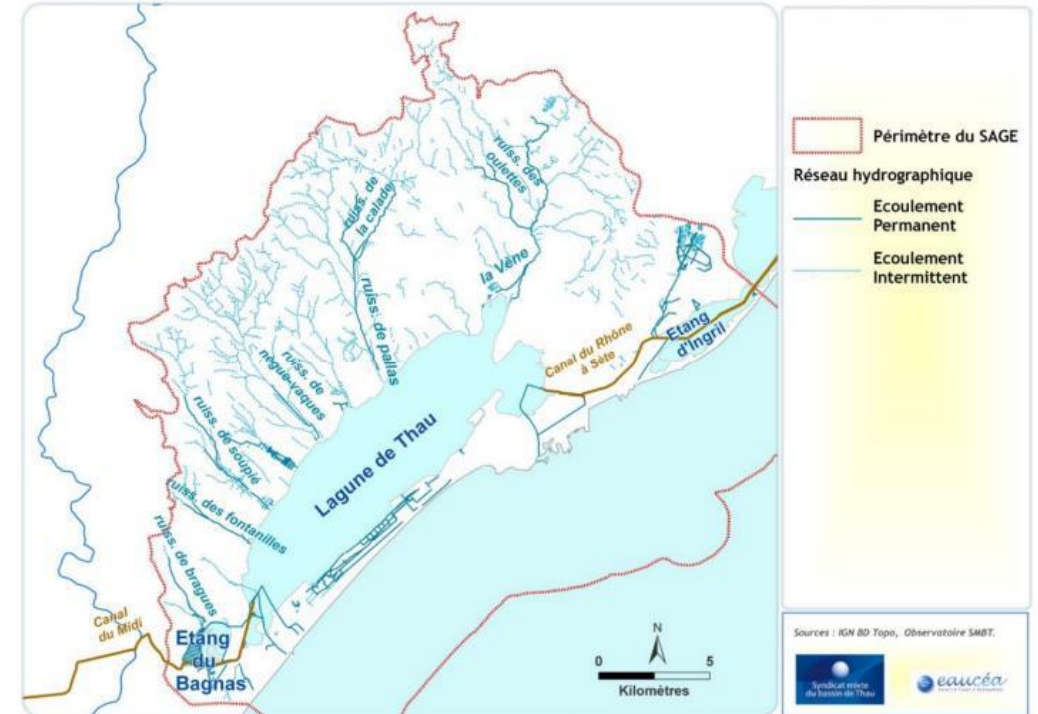 ruiss. des
oulettes
ruiss. de
la calade
la Vène
ruiss. de pallas
ruiss. de
nègue-vaques
ruiss. de soupié
ruiss. des fontanilles
ruiss. de bragues
Lagune de Thau
Canal du Rhône
à Sète
Etang
d'Ingril
Canal
du Midi
Etang
du
Bagnas
N
0 5
Kilomètres
Périmètre du SAGE
Réseau hydrographique
Ecoulement
Permanent
Ecoulement
Intermittent
Sources : IGN BD Topo, Observatoire SMBT.
Syndicat mixte
du bassin de Thau
eaucéa